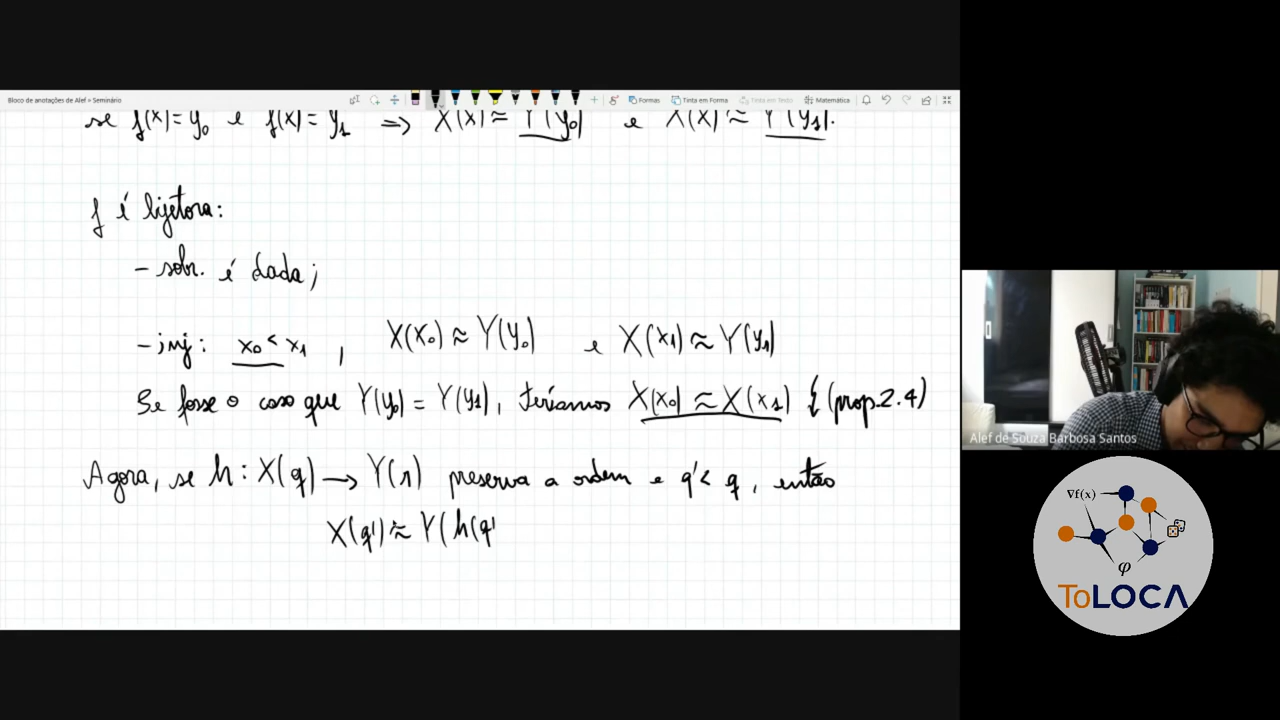 Bloco de anotações de Alef » Seminário
Formas
Tinta em Forma
Tinta em Texto
Matemática
se f(x)=y₀ e f(x)=y₁ ⇒ X(x) ≈ Y(y₀) e X(x) ≈ Y(y₁).
f é bijetora:
- sobr. é dada;
- inj: x₀ < x₁ , X(x₀) ≈ Y(y₀) e X(x₁) ≈ Y(y₁)
Se fosse o caso que Y(y₀) = Y(y₁), teríamos X(x₀) ≈ X(x₁) (prop. 2.4)
Agora, se h : X(q) → Y(r) preserva a ordem e q' < q, então
X(q') ≈ Y(h(q'
Alef de Souza Barbosa Santos
∇f(x)
φ
ToLOCA